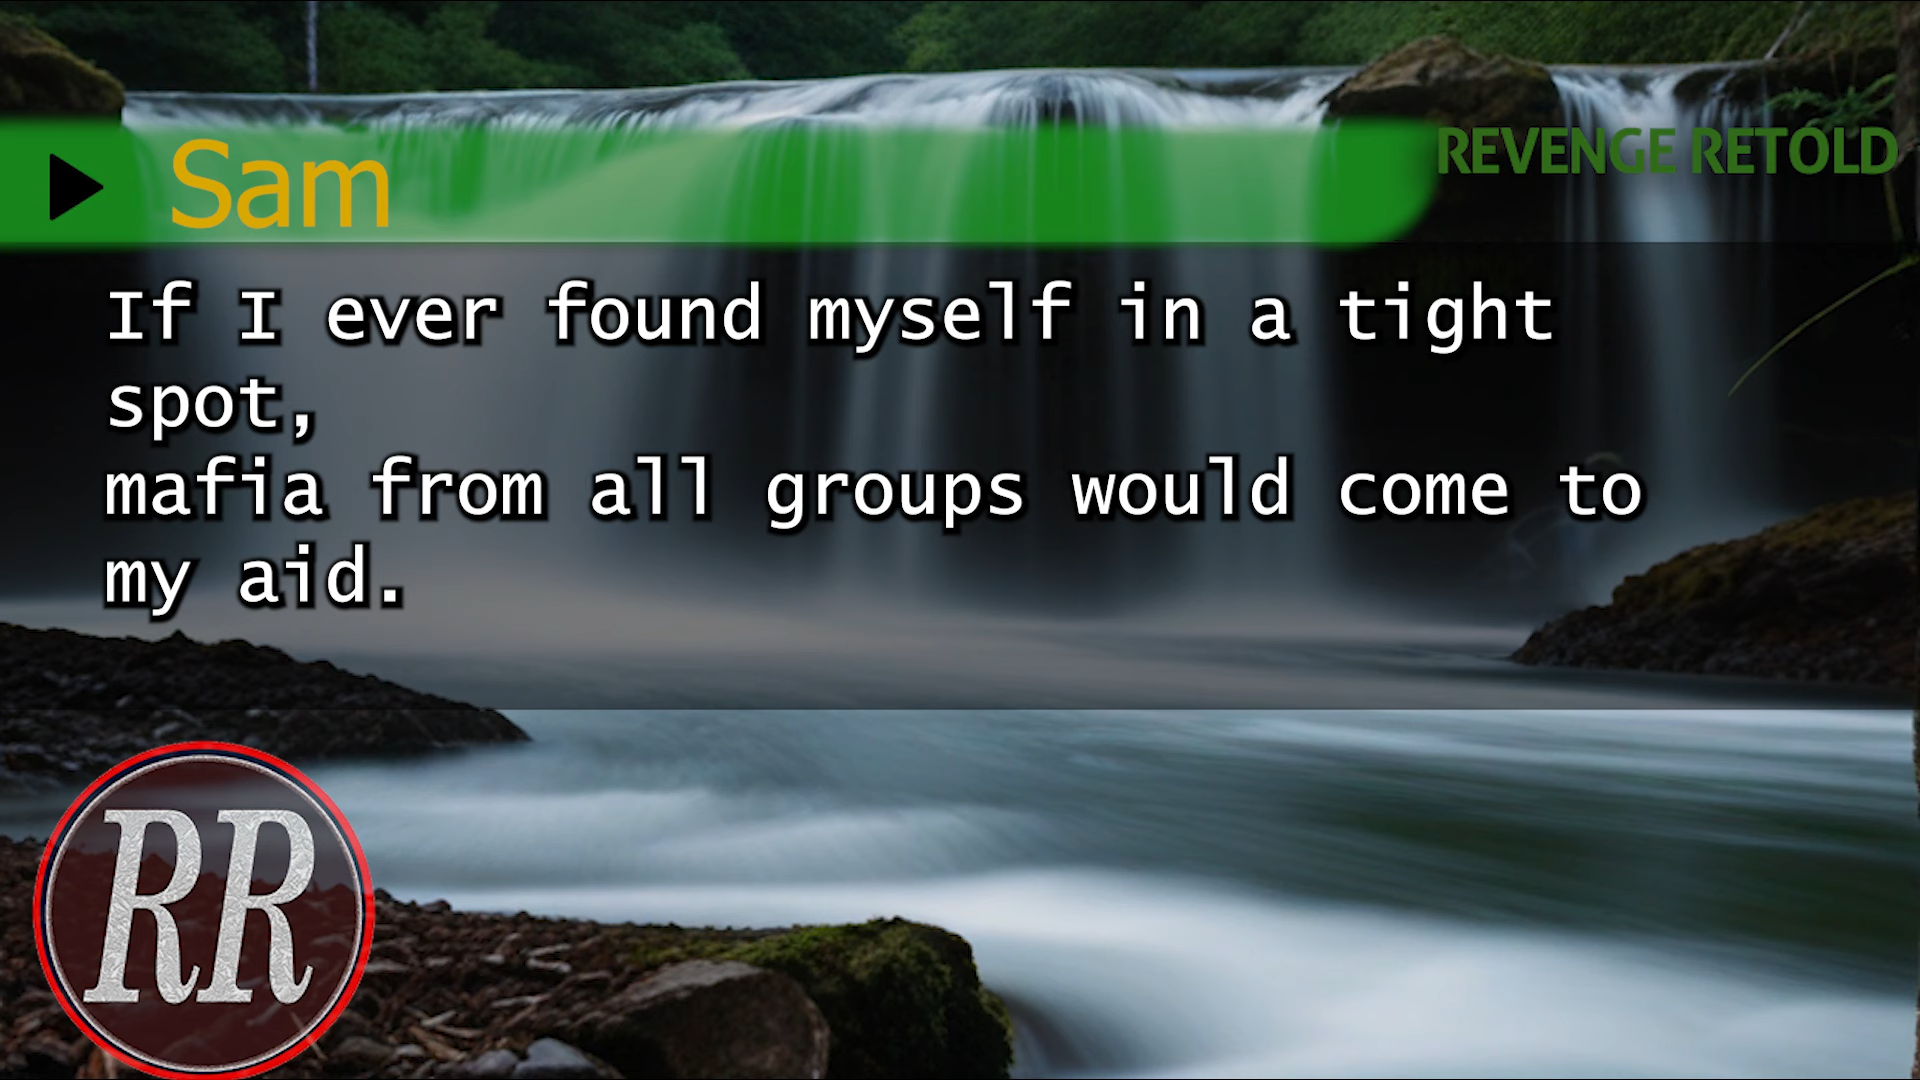 Sam
REVENGE RETOLD
If I ever found myself in a tight
spot,
mafia from all groups would come to
my aid.
RR